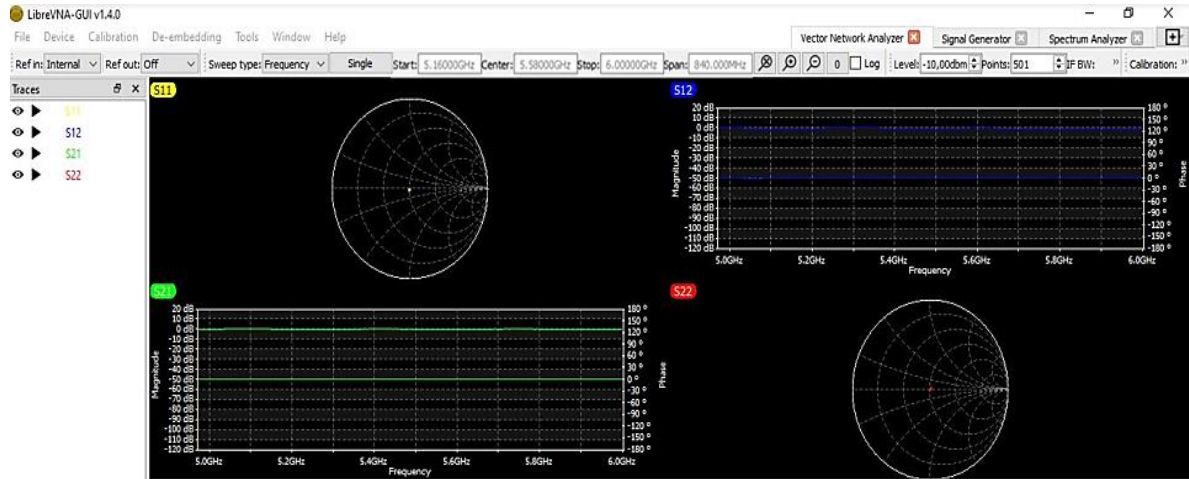 LibreVNA-GUI v1.4.0
File Device Calibration De-embedding Tools Window Help
Vector Network Analyzer Signal Generator Spectrum Analyzer
Ref in: Internal Ref out: Off Sweep type: Frequency Single Start: 5.16000GHz Center: 5.58000GHz Stop: 6.00000GHz Span: 840.000MHz 0 Log Level: -10,00dbm Points: 501 IF BW: » Calibration: »
Traces
S11
S12
S21
S22
S11
S12
20 dB 180 °
10 dB 150 °
0 dB 120 °
-10 dB 90 °
-20 dB 60 °
-30 dB 30 °
-40 dB
-50 dB 0 °
-60 dB -30 °
-70 dB -60 °
-80 dB -90 °
-90 dB
-100 dB -120 °
-110 dB -150 °
-120 dB -180 °
Magnitude
Phase
5.0GHz 5.2GHz 5.4GHz 5.6GHz 5.8GHz 6.0GHz
Frequency
S21
20 dB 180 °
10 dB 150 °
0 dB 120 °
-10 dB 90 °
-20 dB 60 °
-30 dB 30 °
-40 dB
-50 dB 0 °
-60 dB -30 °
-70 dB -60 °
-80 dB -90 °
-90 dB
-100 dB -120 °
-110 dB -150 °
-120 dB -180 °
Magnitude
Phase
5.0GHz 5.2GHz 5.4GHz 5.6GHz 5.8GHz 6.0GHz
Frequency
S22